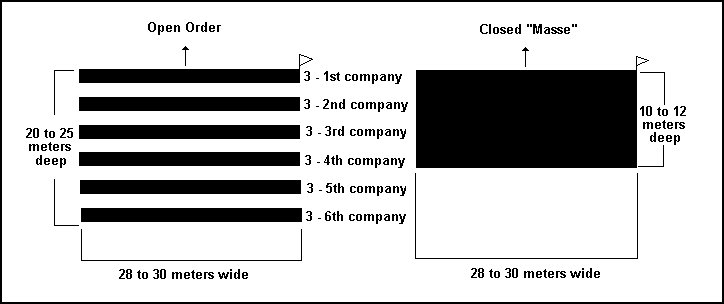 Open Order
3 - 1st company
3 - 2nd company
3 - 3rd company
3 - 4th company
3 - 5th company
3 - 6th company
20 to 25
meters
deep
28 to 30 meters wide
Closed "Masse"
10 to 12
meters
deep
28 to 30 meters wide